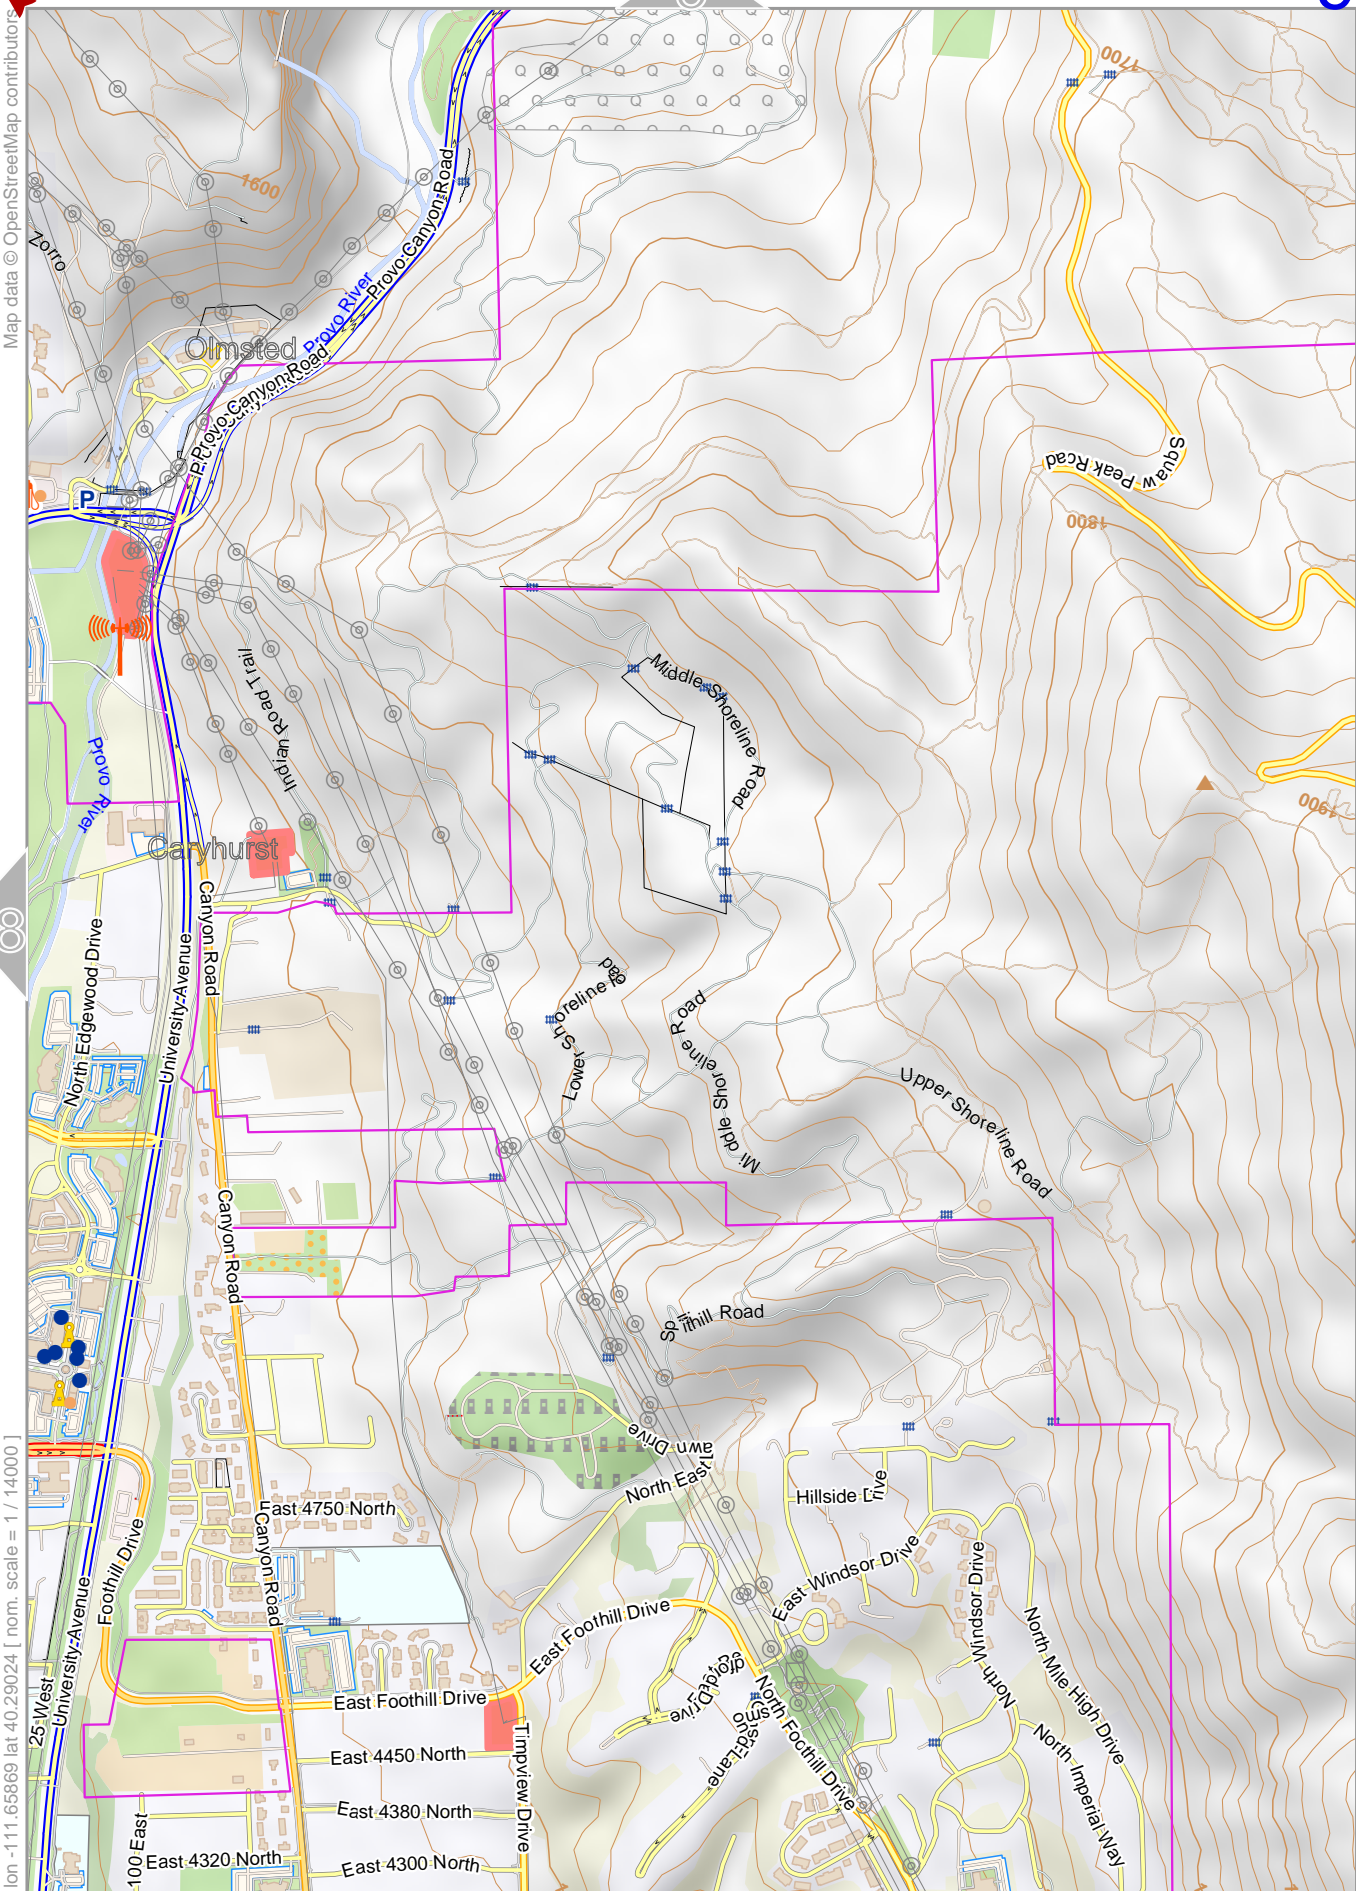 Map data © OpenStreetMap contributors
lon -111.65869 lat 40.29024 [ nom. scale = 1 / 14000 ]
1700
1600
Zorro
Provo Canyon Road
Provo Canyon Road
Provo River
Olmsted
Provo Canyon Road
Squaw Peak Road
1800
P
Indian Road Trail
Middle Shoreline Road
Provo River
1900
Caryhurst
Canyon Road
University Avenue
North Edgewood Drive
Lower Shoreline Road
Middle Shoreline Road
Upper Shoreline Road
Canyon Road
Foothill Drive
North East
lawn Drive
Hillside Drive
East 4750 North
Canyon Road
East Windsor Drive
North Windsor Drive
North Mile High Drive
East Foothill Drive
University Avenue
25 West
East Foothill Drive
North Foothill Drive
East 4450 North
Timpview Drive
North Imperial Way
East 4380 North
100 East
East 4320 North
East 4300 North